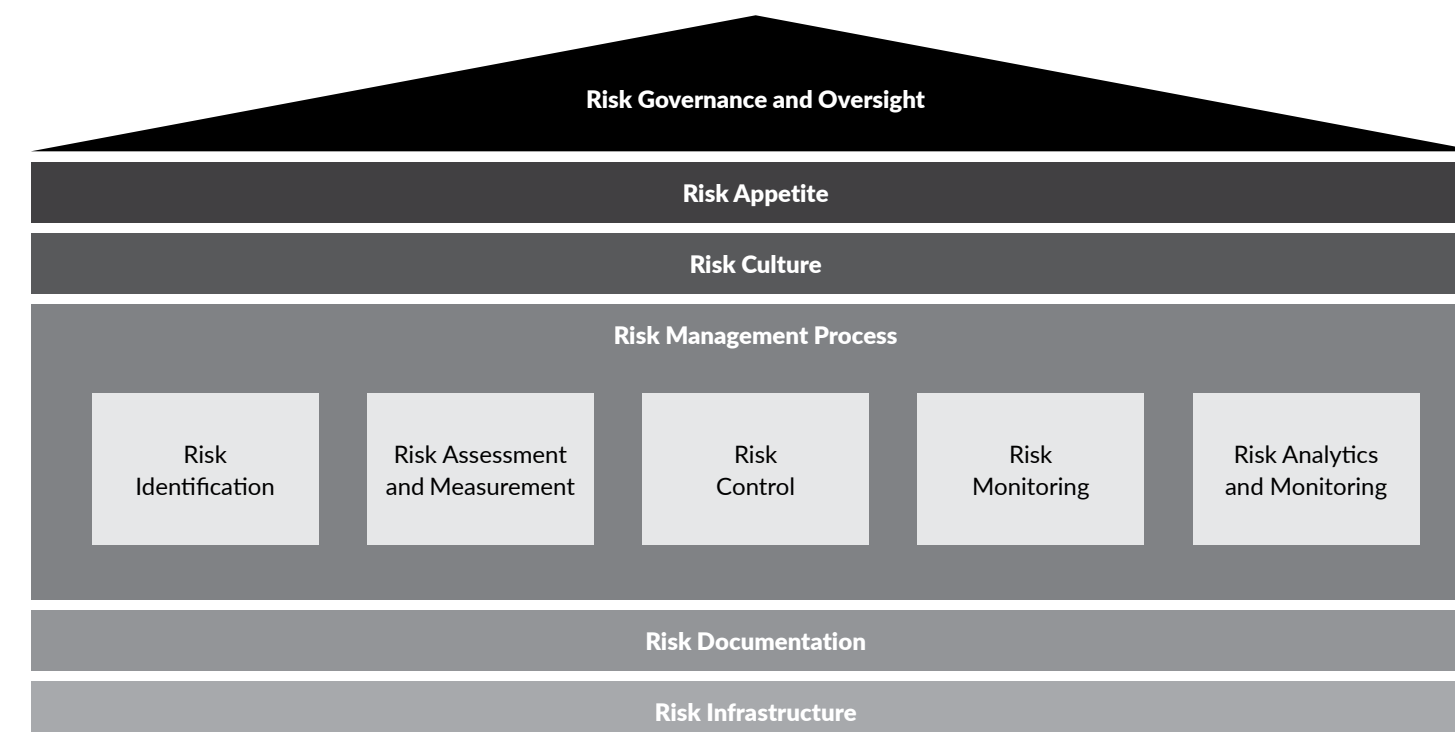 Risk Governance and Oversight
Risk Appetite
Risk Culture
Risk Management Process
Risk
Identification
Risk Assessment
and Measurement
Risk
Control
Risk
Monitoring
Risk Analytics
and Monitoring
Risk Documentation
Risk Infrastructure